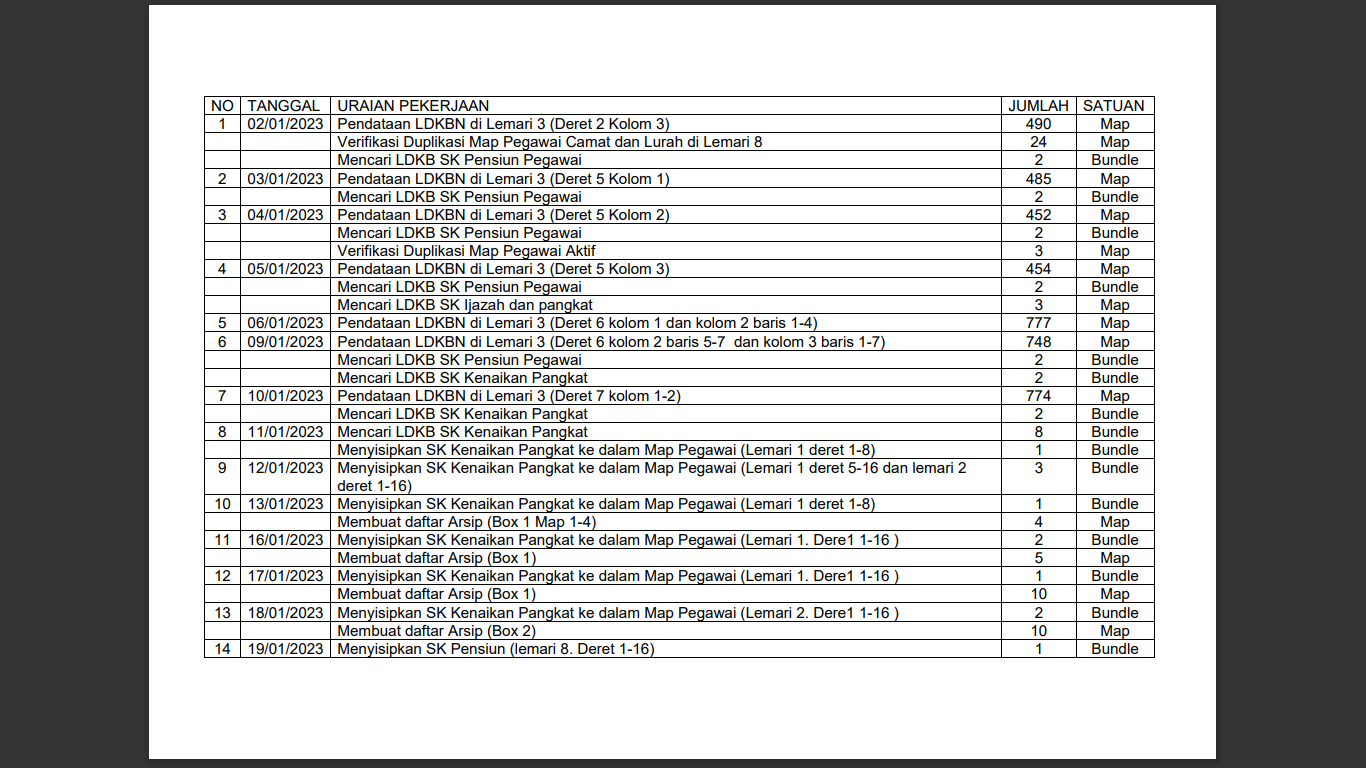 NO TANGGAL URAIAN PEKERJAAN JUMLAH SATUAN
1 02/01/2023 Pendataan LDKBN di Lemari 3 (Deret 2 Kolom 3) 490 Map
Verifikasi Duplikasi Map Pegawai Camat dan Lurah di Lemari 8 24 Map
Mencari LDKB SK Pensiun Pegawai 2 Bundle
2 03/01/2023 Pendataan LDKBN di Lemari 3 (Deret 5 Kolom 1) 485 Map
Mencari LDKB SK Pensiun Pegawai 2 Bundle
3 04/01/2023 Pendataan LDKBN di Lemari 3 (Deret 5 Kolom 2) 452 Map
Mencari LDKB SK Pensiun Pegawai 2 Bundle
Verifikasi Duplikasi Map Pegawai Aktif 3 Map
4 05/01/2023 Pendataan LDKBN di Lemari 3 (Deret 5 Kolom 3) 454 Map
Mencari LDKB SK Pensiun Pegawai 2 Bundle
Mencari LDKB SK Ijazah dan pangkat 3 Map
5 06/01/2023 Pendataan LDKBN di Lemari 3 (Deret 6 kolom 1 dan kolom 2 baris 1-4) 777 Map
6 09/01/2023 Pendataan LDKBN di Lemari 3 (Deret 6 kolom 2 baris 5-7 dan kolom 3 baris 1-7) 748 Map
Mencari LDKB SK Pensiun Pegawai 2 Bundle
Mencari LDKB SK Kenaikan Pangkat 2 Bundle
7 10/01/2023 Pendataan LDKBN di Lemari 3 (Deret 7 kolom 1-2) 774 Map
Mencari LDKB SK Kenaikan Pangkat 2 Bundle
8 11/01/2023 Mencari LDKB SK Kenaikan Pangkat 8 Bundle
Menyisipkan SK Kenaikan Pangkat ke dalam Map Pegawai (Lemari 1 deret 1-8) 1 Bundle
9 12/01/2023 Menyisipkan SK Kenaikan Pangkat ke dalam Map Pegawai (Lemari 1 deret 5-16 dan lemari 2 3 Bundle
deret 1-16)
10 13/01/2023 Menyisipkan SK Kenaikan Pangkat ke dalam Map Pegawai (Lemari 1 deret 1-8) 1 Bundle
Membuat daftar Arsip (Box 1 Map 1-4) 4 Map
11 16/01/2023 Menyisipkan SK Kenaikan Pangkat ke dalam Map Pegawai (Lemari 1. Dere1 1-16 ) 2 Bundle
Membuat daftar Arsip (Box 1) 5 Map
12 17/01/2023 Menyisipkan SK Kenaikan Pangkat ke dalam Map Pegawai (Lemari 1. Dere1 1-16 ) 1 Bundle
Membuat daftar Arsip (Box 1) 10 Map
13 18/01/2023 Menyisipkan SK Kenaikan Pangkat ke dalam Map Pegawai (Lemari 2. Dere1 1-16 ) 2 Bundle
Membuat daftar Arsip (Box 2) 10 Map
14 19/01/2023 Menyisipkan SK Pensiun (lemari 8. Deret 1-16) 1 Bundle